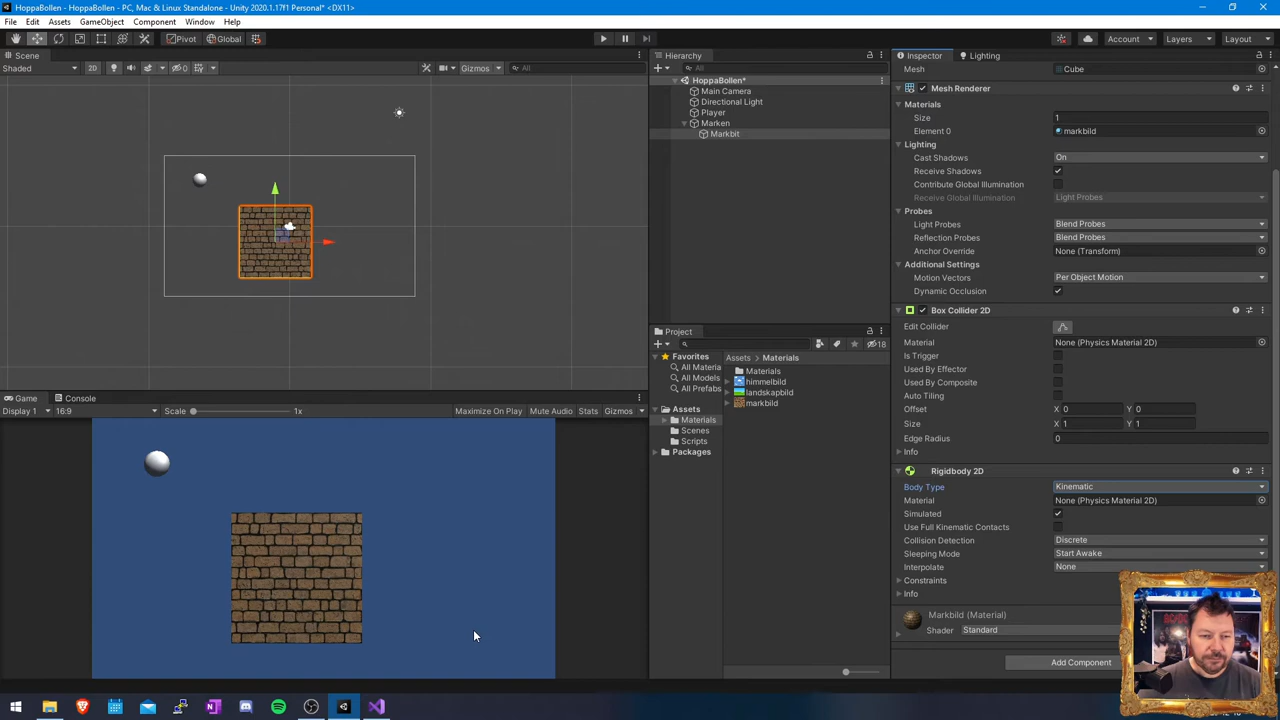 HoppaBollen - HoppaBollen - PC, Mac & Linux Standalone - Unity 2020.1.17f1 Personal* <DX11>
File Edit Assets GameObject Component Window Help
Pivot Global Account Layers Layout
Scene
Shaded 2D 0 Gizmos All
Hierarchy
All
HoppaBollen*
Main Camera
Directional Light
Player
Marken
Markbit
Project
18
Favorites
All Materia
All Models
All Prefabs
Assets
Materials
Scenes
Scripts
Packages
Assets > Materials
Materials
himmelbild
landskapbild
markbild
Game Console
Display 1 16:9 Scale 1x Maximize On Play Mute Audio Stats Gizmos
Inspector Lighting
Mesh Cube
Mesh Renderer
Materials
Size 1
Element 0 markbild
Lighting
Cast Shadows On
Receive Shadows
Contribute Global Illumination
Receive Global Illumination Light Probes
Probes
Light Probes Blend Probes
Reflection Probes Blend Probes
Anchor Override None (Transform)
Additional Settings
Motion Vectors Per Object Motion
Dynamic Occlusion
Box Collider 2D
Edit Collider
Material None (Physics Material 2D)
Is Trigger
Used By Effector
Used By Composite
Auto Tiling
Offset X 0 Y 0
Size X 1 Y 1
Edge Radius 0
Info
Rigidbody 2D
Body Type Kinematic
Material None (Physics Material 2D)
Simulated
Use Full Kinematic Contacts
Collision Detection Discrete
Sleeping Mode Start Awake
Interpolate None
Constraints
Info
Markbild (Material)
Shader Standard
Add Component